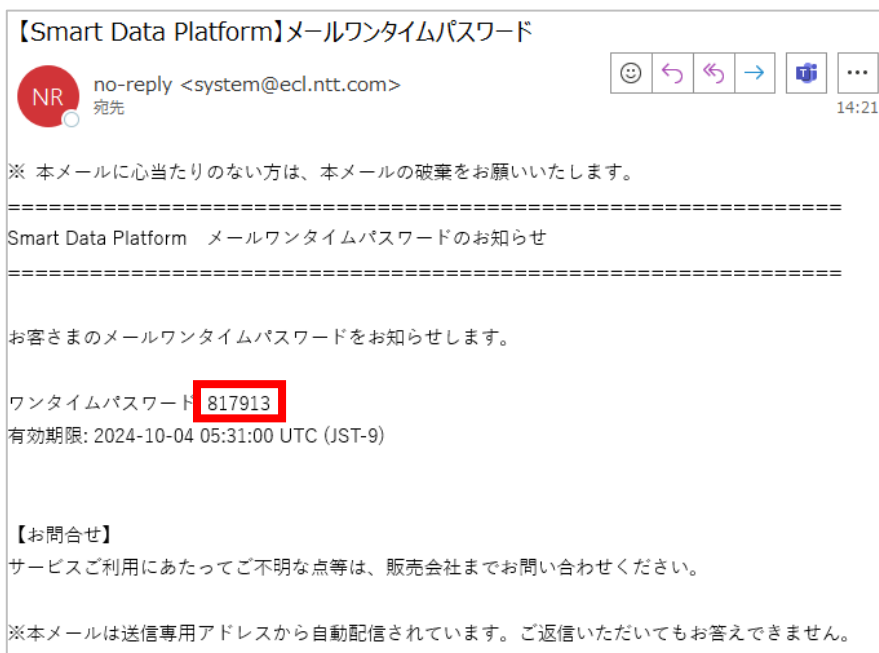 【Smart Data Platform】メールワンタイムパスワード
NR
no-reply <system@ecl.ntt.com>
宛先
14:21
※ 本メールに心当たりのない方は、本メールの破棄をお願いいたします。
=============================================================
Smart Data Platform　メールワンタイムパスワードのお知らせ
=============================================================
お客さまのメールワンタイムパスワードをお知らせします。
ワンタイムパスワード 817913
有効期限: 2024-10-04 05:31:00 UTC (JST-9)
【お問合せ】
サービスご利用にあたってご不明な点等は、販売会社までお問い合わせください。
※本メールは送信専用アドレスから自動配信されています。ご返信いただいてもお答えできません。